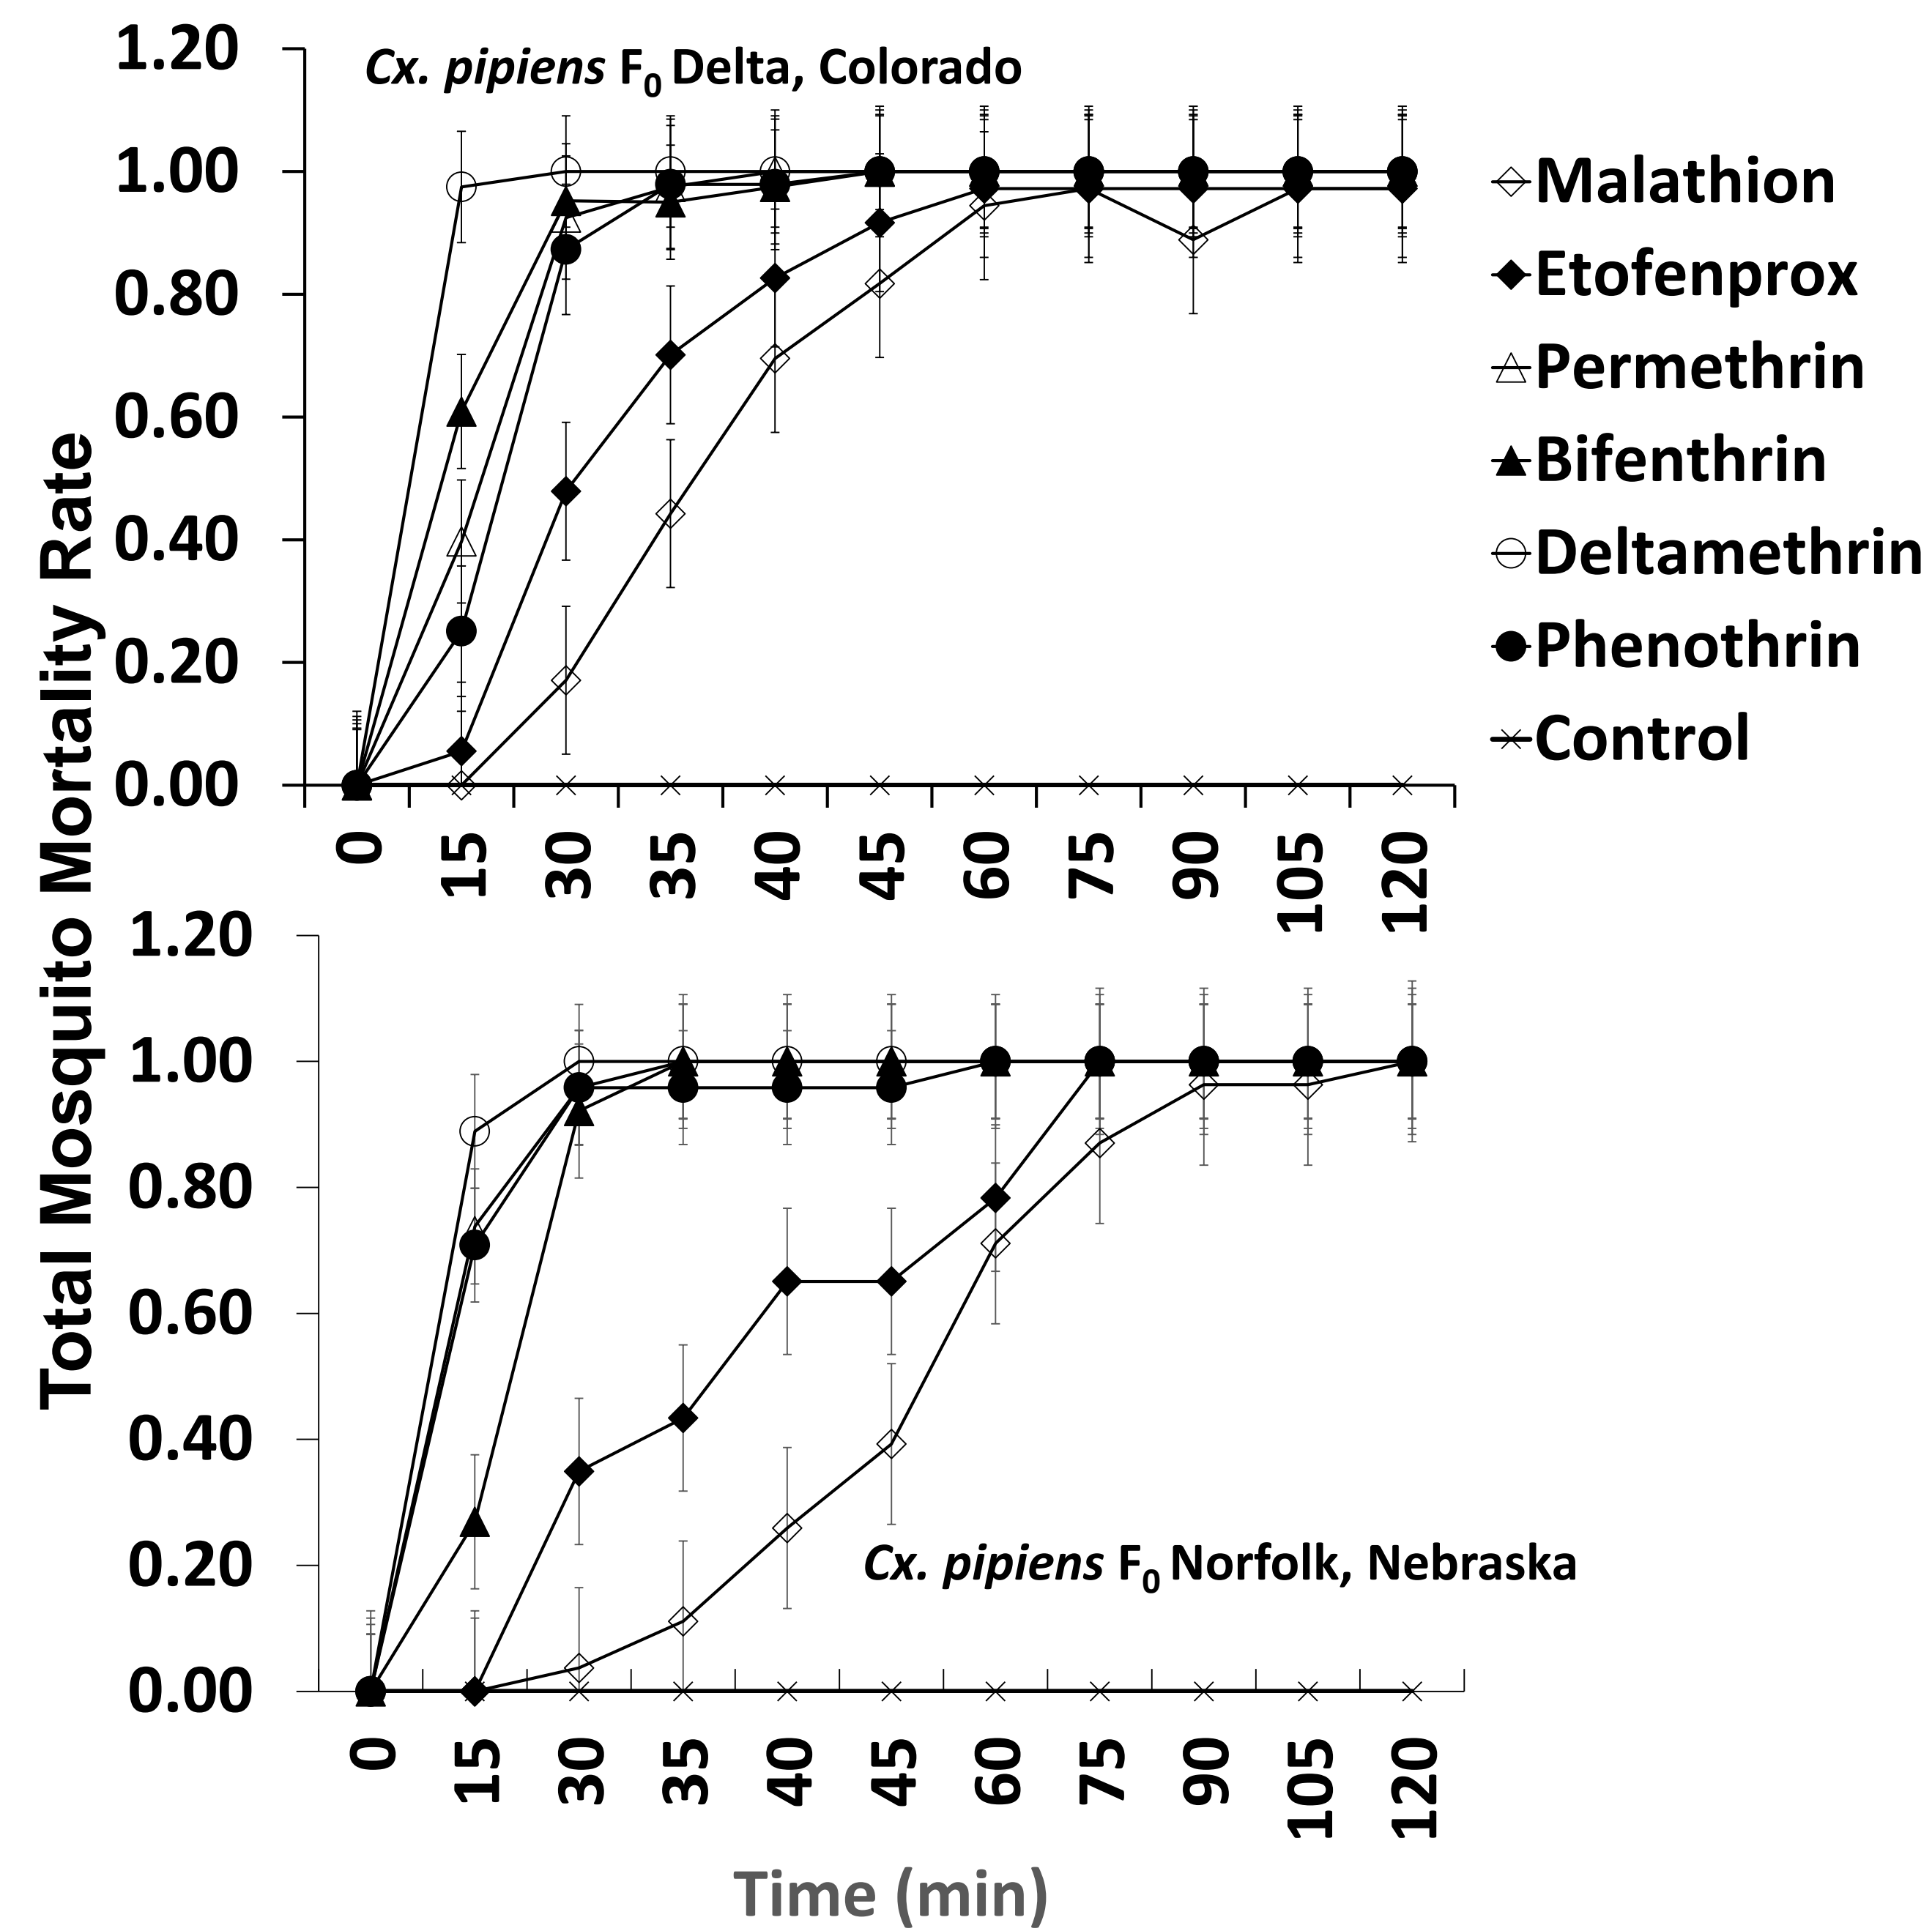 Total Mosquito Mortality Rate
1.20
1.00
0.80
0.60
0.40
0.20
0.00
Cx. pipiens F0 Delta, Colorado
0 15 30 35 40 45 60 75 90 105 120
Malathion
Etofenprox
Permethrin
Bifenthrin
Deltamethrin
Phenothrin
Control
1.20
1.00
0.80
0.60
0.40
0.20
0.00
Cx. pipiens F0 Norfolk, Nebraska
0 15 30 35 40 45 60 75 90 105 120
Time (min)